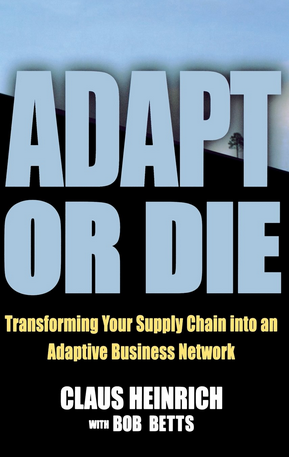 ADAPT
OR DIE
Transforming Your Supply Chain into an
Adaptive Business Network
CLAUS HEINRICH
WITH BOB BETTS